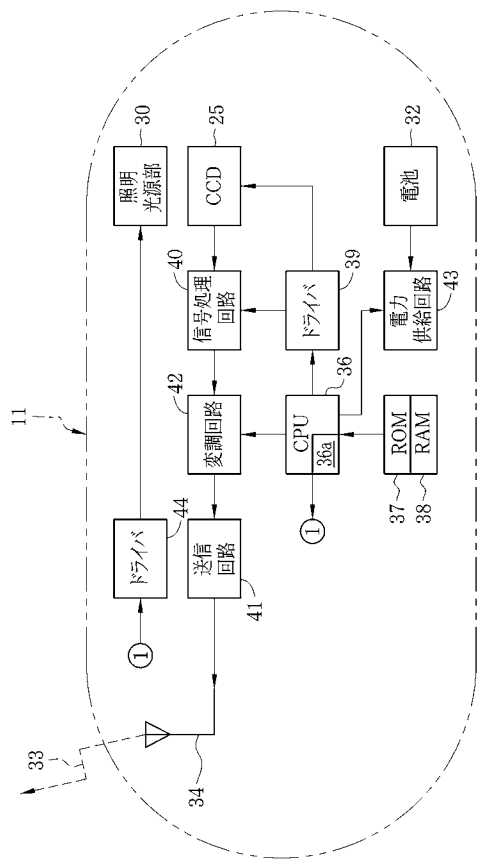 11
33
34
①
ドライバ
44
照明
光源部
30
送信
回路
41
変調回路
42
信号処理
回路
40
CCD
25
①
CPU
36a
36
ドライバ
39
ROM
RAM
37
38
電力
供給回路
43
電池
32